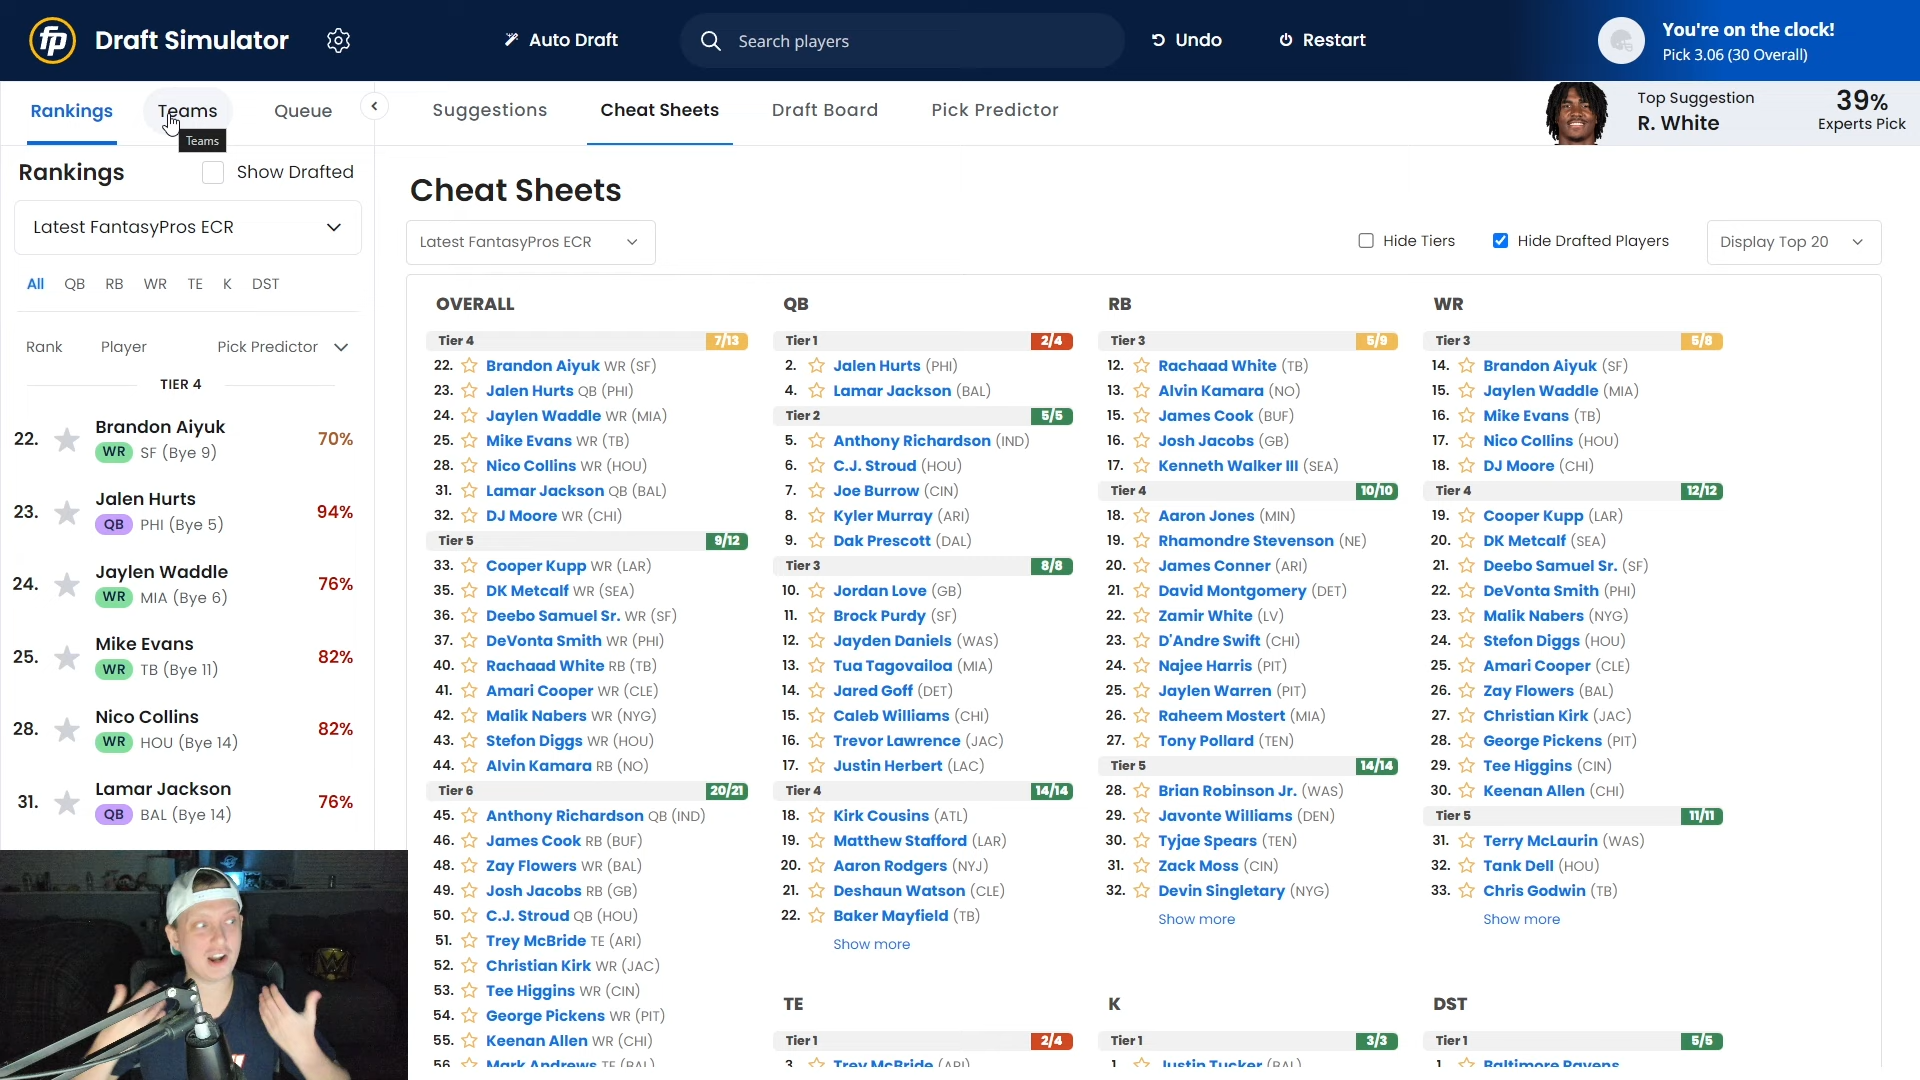 fp Draft Simulator
Auto Draft
Search players
Undo
Restart
You're on the clock!
Pick 3.06 (30 Overall)
Rankings Teams Queue
Teams
Suggestions Cheat Sheets Draft Board Pick Predictor
Top Suggestion
R. White
39%
Experts Pick
Rankings
Show Drafted
Latest FantasyPros ECR
All QB RB WR TE K DST
Rank Player Pick Predictor
TIER 4
22. Brandon Aiyuk 70%
WR SF (Bye 9)
23. Jalen Hurts 94%
QB PHI (Bye 5)
24. Jaylen Waddle 76%
WR MIA (Bye 6)
25. Mike Evans 82%
WR TB (Bye 11)
28. Nico Collins 82%
WR HOU (Bye 14)
31. Lamar Jackson 76%
QB BAL (Bye 14)
Cheat Sheets
Latest FantasyPros ECR
Hide Tiers
Hide Drafted Players
Display Top 20
OVERALL
Tier 4 7/13
22. Brandon Aiyuk WR (SF)
23. Jalen Hurts QB (PHI)
24. Jaylen Waddle WR (MIA)
25. Mike Evans WR (TB)
28. Nico Collins WR (HOU)
31. Lamar Jackson QB (BAL)
32. DJ Moore WR (CHI)
Tier 5 9/12
33. Cooper Kupp WR (LAR)
35. DK Metcalf WR (SEA)
36. Deebo Samuel Sr. WR (SF)
37. DeVonta Smith WR (PHI)
40. Rachaad White RB (TB)
41. Amari Cooper WR (CLE)
42. Malik Nabers WR (NYG)
43. Stefon Diggs WR (HOU)
44. Alvin Kamara RB (NO)
Tier 6 20/21
45. Anthony Richardson QB (IND)
46. James Cook RB (BUF)
48. Zay Flowers WR (BAL)
49. Josh Jacobs RB (GB)
50. C.J. Stroud QB (HOU)
51. Trey McBride TE (ARI)
52. Christian Kirk WR (JAC)
53. Tee Higgins WR (CIN)
54. George Pickens WR (PIT)
55. Keenan Allen WR (CHI)
56. Mark Andrews TE (BAL)
QB
Tier 1 2/4
2. Jalen Hurts (PHI)
4. Lamar Jackson (BAL)
Tier 2 5/5
5. Anthony Richardson (IND)
6. C.J. Stroud (HOU)
7. Joe Burrow (CIN)
8. Kyler Murray (ARI)
9. Dak Prescott (DAL)
Tier 3 8/8
10. Jordan Love (GB)
11. Brock Purdy (SF)
12. Jayden Daniels (WAS)
13. Tua Tagovailoa (MIA)
14. Jared Goff (DET)
15. Caleb Williams (CHI)
16. Trevor Lawrence (JAC)
17. Justin Herbert (LAC)
Tier 4 14/14
18. Kirk Cousins (ATL)
19. Matthew Stafford (LAR)
20. Aaron Rodgers (NYJ)
21. Deshaun Watson (CLE)
22. Baker Mayfield (TB)
Show more
RB
Tier 3 5/9
12. Rachaad White (TB)
13. Alvin Kamara (NO)
15. James Cook (BUF)
16. Josh Jacobs (GB)
17. Kenneth Walker III (SEA)
Tier 4 10/10
18. Aaron Jones (MIN)
19. Rhamondre Stevenson (NE)
20. James Conner (ARI)
21. David Montgomery (DET)
22. Zamir White (LV)
23. D'Andre Swift (CHI)
24. Najee Harris (PIT)
25. Jaylen Warren (PIT)
26. Raheem Mostert (MIA)
27. Tony Pollard (TEN)
Tier 5 14/14
28. Brian Robinson Jr. (WAS)
29. Javonte Williams (DEN)
30. Tyjae Spears (TEN)
31. Zack Moss (CIN)
32. Devin Singletary (NYG)
Show more
WR
Tier 3 5/8
14. Brandon Aiyuk (SF)
15. Jaylen Waddle (MIA)
16. Mike Evans (TB)
17. Nico Collins (HOU)
18. DJ Moore (CHI)
Tier 4 12/12
19. Cooper Kupp (LAR)
20. DK Metcalf (SEA)
21. Deebo Samuel Sr. (SF)
22. DeVonta Smith (PHI)
23. Malik Nabers (NYG)
24. Stefon Diggs (HOU)
25. Amari Cooper (CLE)
26. Zay Flowers (BAL)
27. Christian Kirk (JAC)
28. George Pickens (PIT)
29. Tee Higgins (CIN)
30. Keenan Allen (CHI)
Tier 5 11/11
31. Terry McLaurin (WAS)
32. Tank Dell (HOU)
33. Chris Godwin (TB)
Show more
TE
Tier 1 2/4
3. Trey McBride (ARI)
K
Tier 1 3/3
1. Justin Tucker (BAL)
DST
Tier 1 5/5
1. Baltimore Ravens